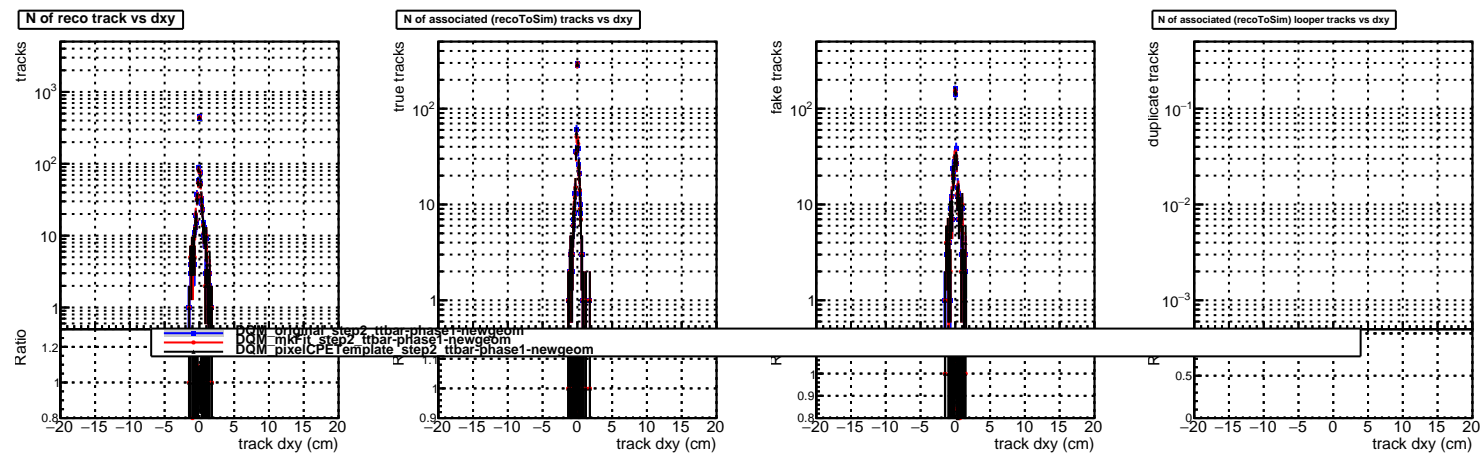 N of reco track vs dxy
tracks
10³
10²
10
1
Ratio
1.2
1
0.8
−20 −15 −10 −5 0 5 10 15 20
track dxy (cm)
N of associated (recoToSim) tracks vs dxy
true tracks
10²
10
1
1.1
1
0.9
−20 −15 −10 −5 0 5 10 15 20
track dxy (cm)
fake tracks
10²
10
1
1
0.9
0.8
−20 −15 −10 −5 0 5 10 15 20
track dxy (cm)
N of associated (recoToSim) looper tracks vs dxy
duplicate tracks
10⁻¹
10⁻²
10⁻³
0.5
0
−20 −15 −10 −5 0 5 10 15 20
track dxy (cm)
DQM_original_step2_ttbar-phase1-newgeom
DQM_mkFit_step2_ttbar-phase1-newgeom
DQM_pixelCPETemplate_step2_ttbar-phase1-newgeom